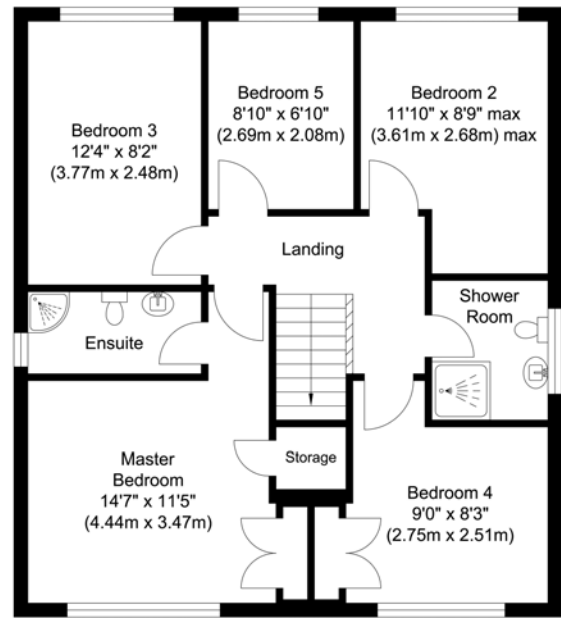 Bedroom 3
12'4" x 8'2"
(3.77m x 2.48m)
Bedroom 5
8'10" x 6'10"
(2.69m x 2.08m)
Bedroom 2
11'10" x 8'9" max
(3.61m x 2.68m) max
Landing
Ensuite
Shower
Room
Master
Bedroom
14'7" x 11'5"
(4.44m x 3.47m)
Storage
Bedroom 4
9'0" x 8'3"
(2.75m x 2.51m)